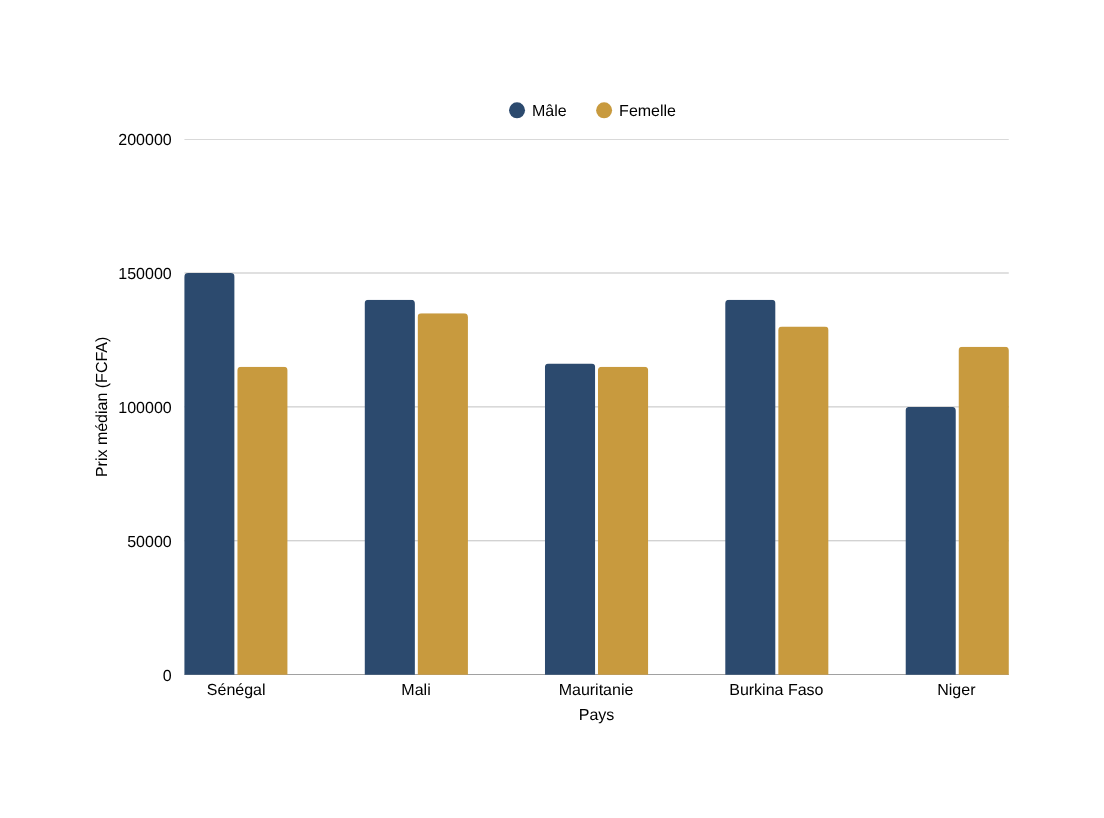 Mâle Femelle
200000
150000
100000
50000
0
Prix médian (FCFA)
Sénégal Mali Mauritanie Burkina Faso Niger
Pays